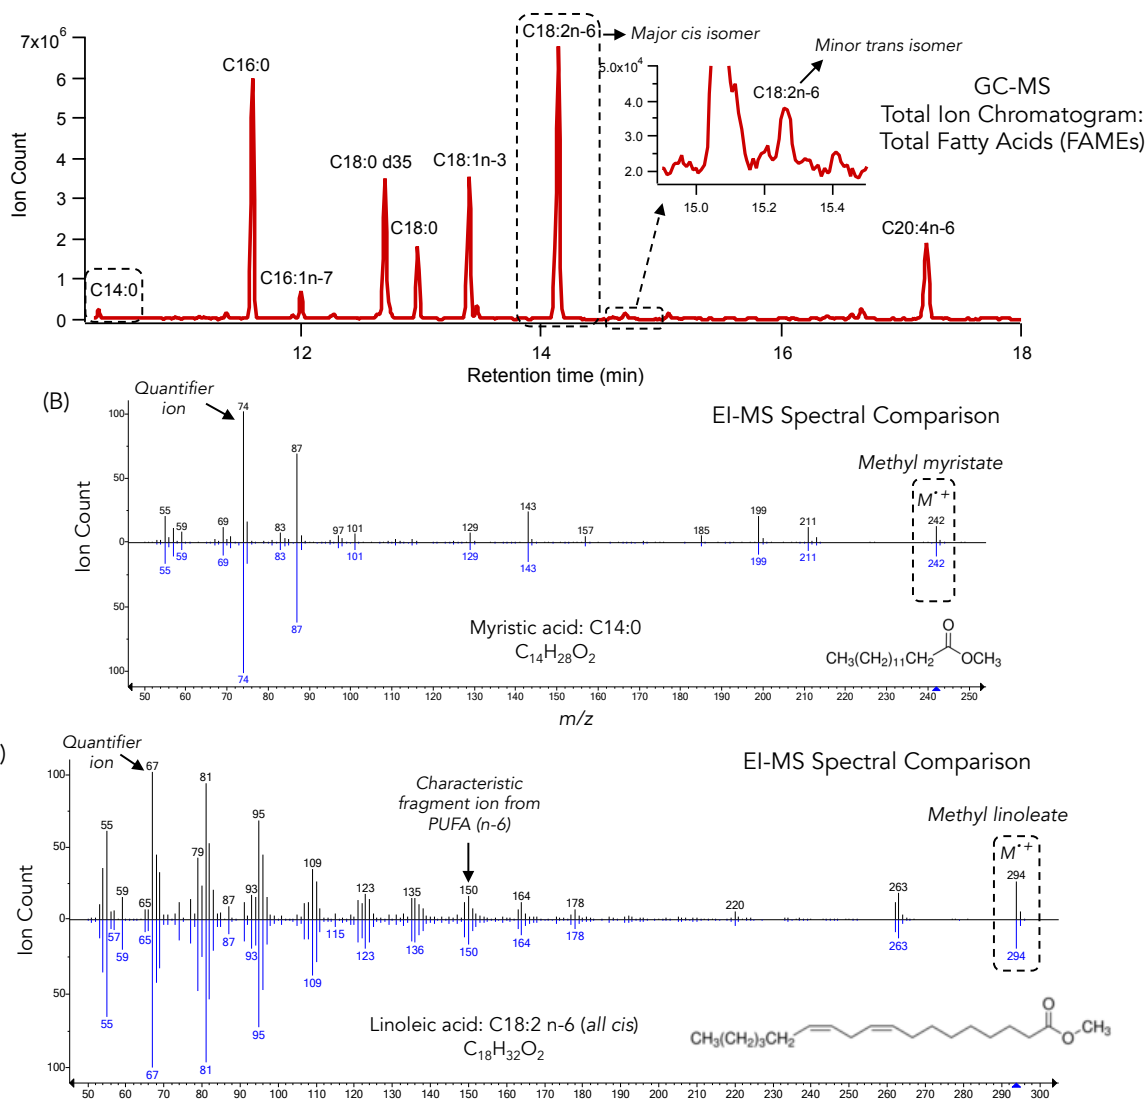 7x10⁶
6
5
4
3
2
1
0
Ion Count
C14:0
C16:0
C16:1n-7
C18:0 d35
C18:0
C18:1n-3
C18:2n-6
Major cis isomer
Minor trans isomer
5.0x10⁴
4.0
3.0
2.0
C18:2n-6
15.0 15.2 15.4
GC-MS
Total Ion Chromatogram:
Total Fatty Acids (FAMEs)
C20:4n-6
12 14 16 18
Retention time (min)
(B)
Quantifier
ion
EI-MS Spectral Comparison
Methyl myristate
M•+
Ion Count
100
50
0
50
100
55 59 69 74 83 87 97 101 129 143 157 185 199 211 242
55 59 69 74 83 87 101 129 143 199 211 242
Myristic acid: C14:0
C₁₄H₂₈O₂
CH₃(CH₂)₁₁CH₂
O
OCH₃
50 60 70 80 90 100 110 120 130 140 150 160 170 180 190 200 210 220 230 240 250
m/z
)
Quantifier
ion
EI-MS Spectral Comparison
Characteristic
fragment ion from
PUFA (n-6)
Methyl linoleate
M•+
Ion Count
100
50
0
50
100
55 59 65 67 79 81 87 93 95 109 123 135 150 164 178 220 263 294
55 57 59 65 67 81 87 93 95 109 115 123 136 150 164 178 263 294
Linoleic acid: C18:2 n-6 (all cis)
C₁₈H₃₂O₂
CH₃(CH₂)₃CH₂
O
O
CH₃
50 60 70 80 90 100 110 120 130 140 150 160 170 180 190 200 210 220 230 240 250 260 270 280 290 300